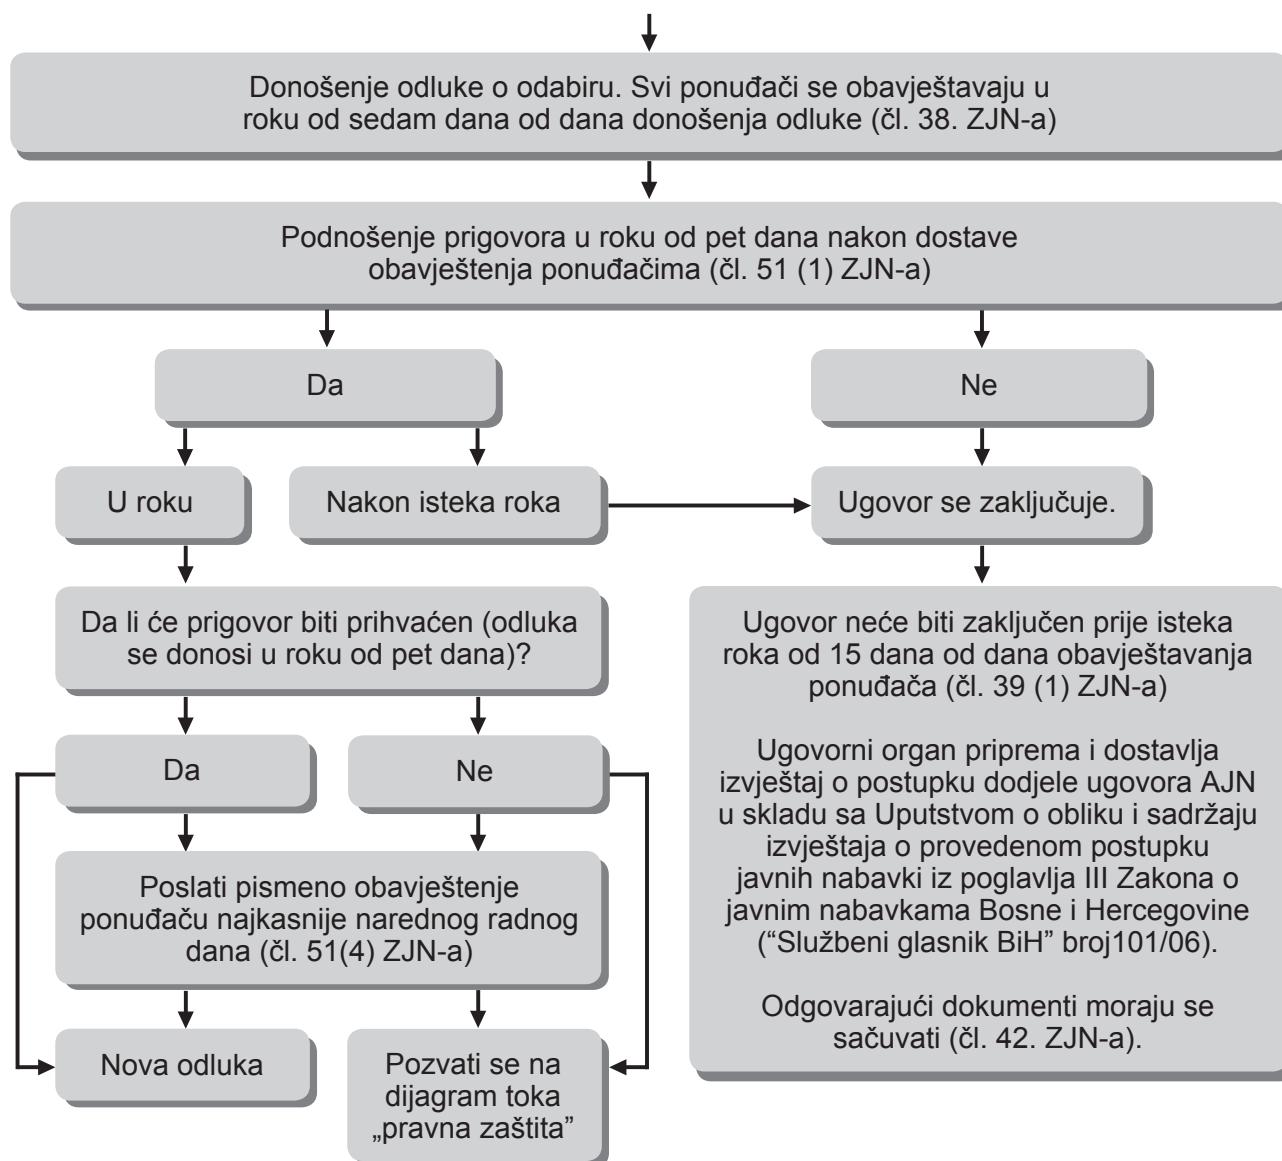 Donošenje odluke o odabiru. Svi ponuđači se obavještavaju u
roku od sedam dana od dana donošenja odluke (čl. 38. ZJN-a)
Podnošenje prigovora u roku od pet dana nakon dostave
obavještenja ponuđačima (čl. 51 (1) ZJN-a)
Da
Ne
U roku
Nakon isteka roka
Ugovor se zaključuje.
Da li će prigovor biti prihvaćen (odluka
se donosi u roku od pet dana)?
Da
Ne
Poslati pismeno obavještenje
ponuđaču najkasnije narednog radnog
dana (čl. 51(4) ZJN-a)
Nova odluka
Pozvati se na
dijagram toka
„pravna zaštita”
Ugovor neće biti zaključen prije isteka
roka od 15 dana od dana obavještavanja
ponuđača (čl. 39 (1) ZJN-a)
Ugovorni organ priprema i dostavlja
izvještaj o postupku dodjele ugovora AJN
u skladu sa Uputstvom o obliku i sadržaju
izvještaja o provedenom postupku
javnih nabavki iz poglavlja III Zakona o
javnim nabavkama Bosne i Hercegovine
(“Službeni glasnik BiH” broj101/06).
Odgovarajući dokumenti moraju se
sačuvati (čl. 42. ZJN-a).